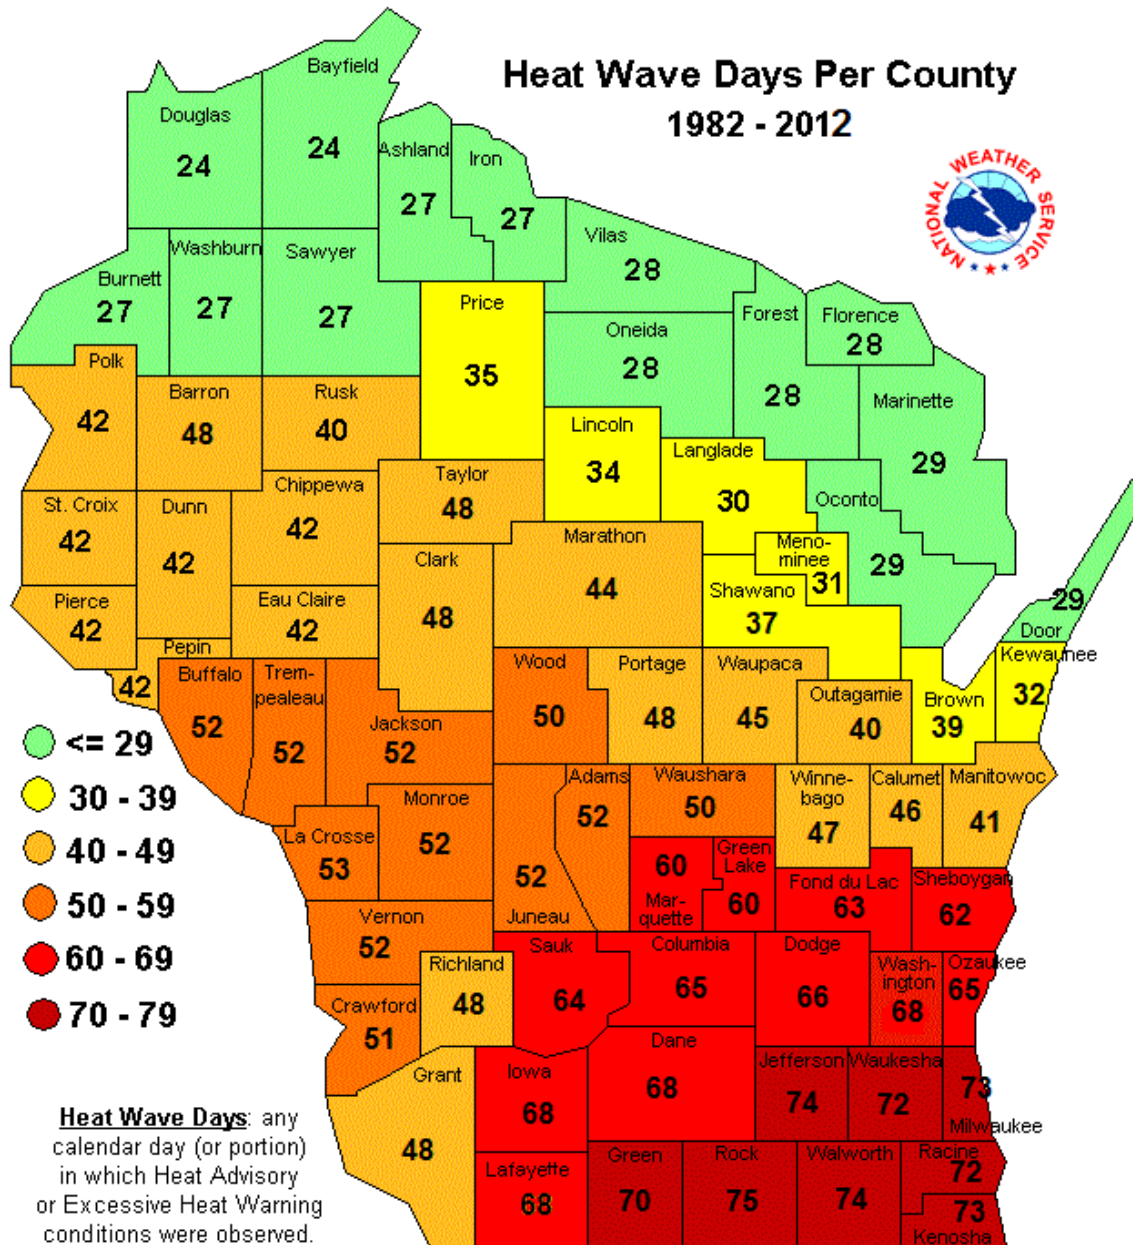 Heat Wave Days Per County
1982 - 2012
NATIONAL WEATHER SERVICE
Bayfield
24
Douglas
24
Ashland
27
Iron
27
Vilas
28
Washburn
27
Sawyer
27
Burnett
27
Price
35
Oneida
28
Forest
28
Florence
28
Polk
42
Barron
48
Rusk
40
Marinette
29
Lincoln
34
Langlade
30
Taylor
48
Chippewa
42
St. Croix
42
Dunn
42
Oconto
29
Marathon
44
Clark
48
Meno-
minee
31
Shawano
37
Pierce
42
Eau Claire
42
29
Door
Pepin
42
Buffalo
52
Trem-
pealeau
52
Jackson
52
Wood
50
Portage
48
Waupaca
45
Outagamie
40
Brown
39
Kewaunee
32
<= 29
30 - 39
40 - 49
50 - 59
60 - 69
70 - 79
Monroe
52
La Crosse
53
Adams
52
52
Juneau
Waushara
50
Winne-
bago
47
Calumet
46
Manitowoc
41
60
Mar-
quette
Green
Lake
60
Fond du Lac
63
Sheboygan
62
Vernon
52
Richland
48
Sauk
64
Columbia
65
Dodge
66
Wash-
ington
68
Ozaukee
65
Crawford
51
Grant
48
Iowa
68
Dane
68
Jefferson
74
Waukesha
72
73
Milwaukee
Lafayette
68
Green
70
Rock
75
Walworth
74
Racine
72
73
Kenosha
Heat Wave Days: any
calendar day (or portion)
in which Heat Advisory
or Excessive Heat Warning
conditions were observed.